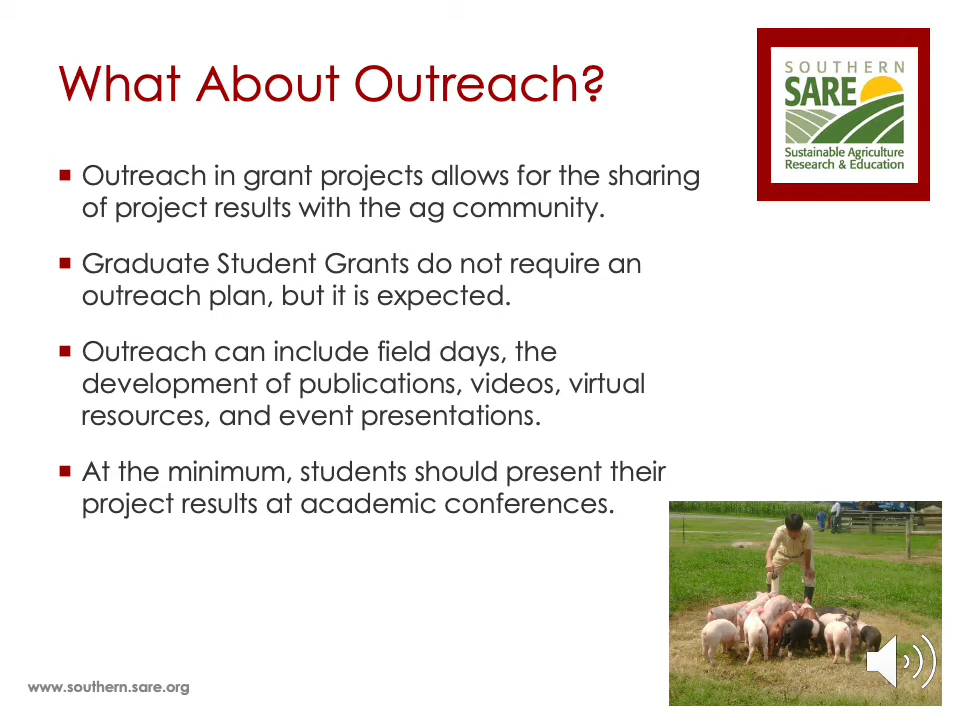 What About Outreach?
SOUTHERN
SARE
Sustainable Agriculture
Research & Education
▪ Outreach in grant projects allows for the sharing
of project results with the ag community.
▪ Graduate Student Grants do not require an
outreach plan, but it is expected.
▪ Outreach can include field days, the
development of publications, videos, virtual
resources, and event presentations.
▪ At the minimum, students should present their
project results at academic conferences.
www.southern.sare.org